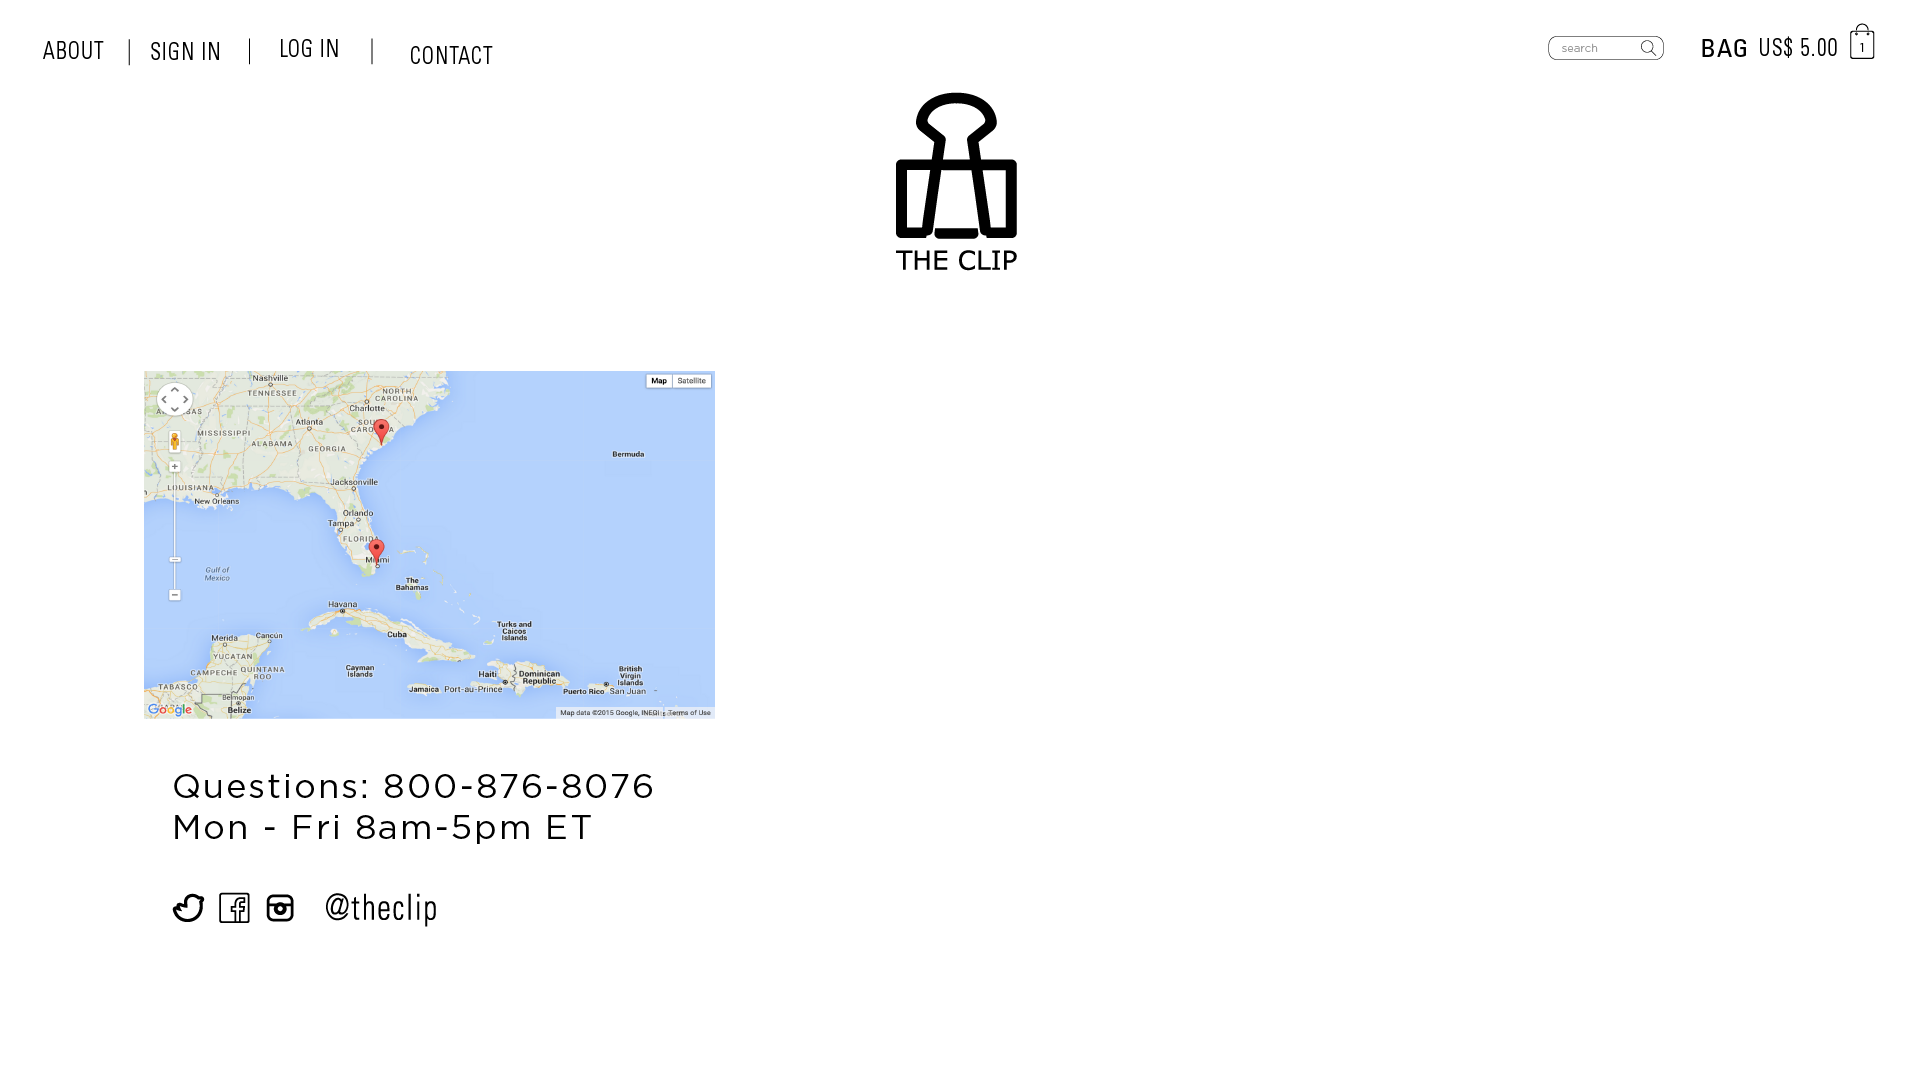 ABOUT | SIGN IN | LOG IN | CONTACT
search
BAG US$ 5.00 1
THE CLIP
Map Satellite
Nashville
TENNESSEE
NORTH
CAROLINA
Charlotte
Atlanta
MISSISSIPPI
ALABAMA
GEORGIA
Bermuda
Jacksonville
LOUISIANA
New Orleans
Orlando
Tampa
FLORIDA
Miami
Gulf of
Mexico
The
Bahamas
Havana
Cuba
Turks and
Caicos
Islands
Merida
Cancún
YUCATAN
CAMPECHE
QUINTANA
ROO
Cayman
Islands
Haiti
Dominican
Republic
British
Virgin
Islands
TABASCO
Jamaica
Port-au-Prince
Puerto Rico
San Juan
Belmopan
Belize
Google
Map data ©2015 Google, INEGI
Terms of Use
Questions: 800-876-8076
Mon - Fri 8am-5pm ET
@theclip